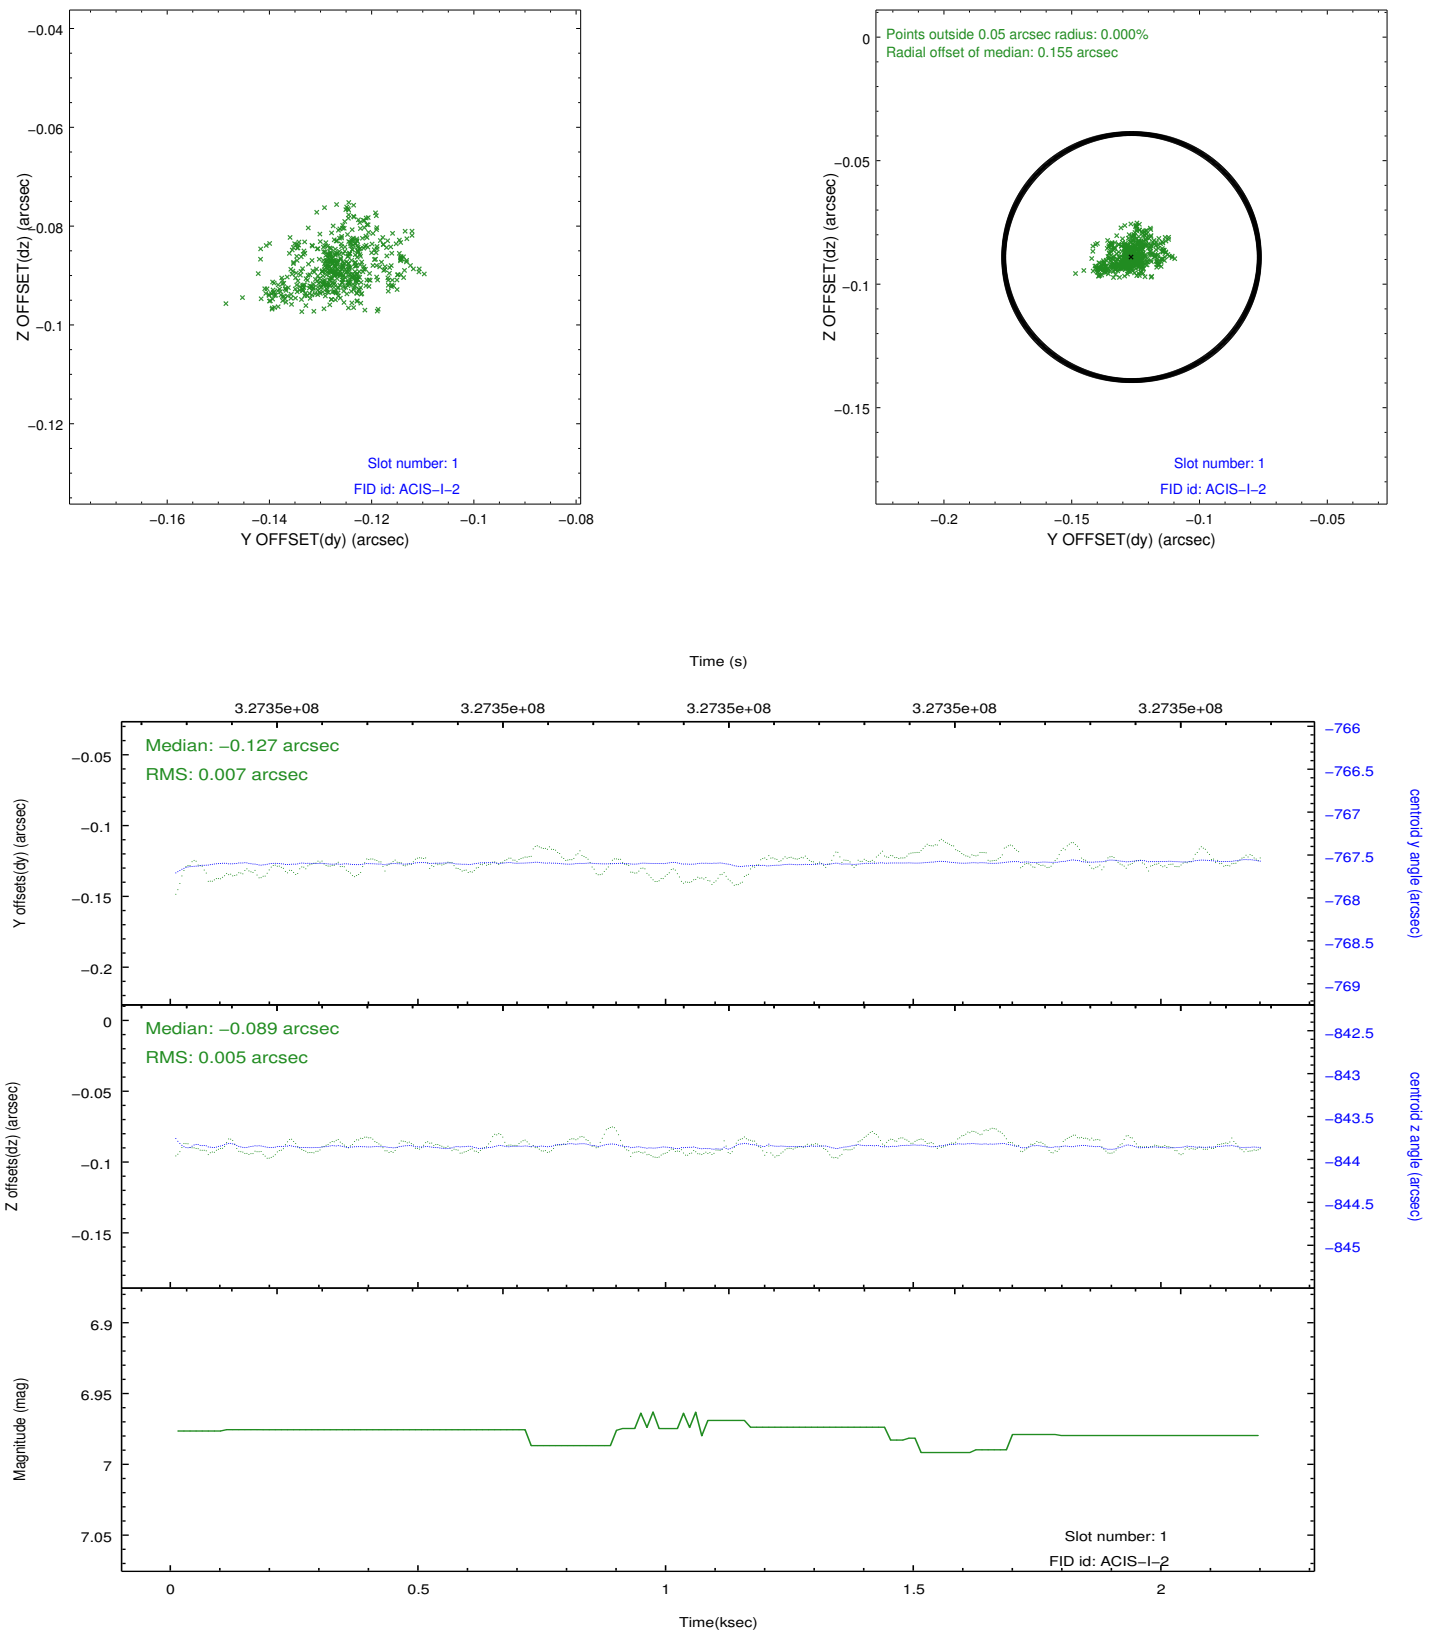 −0.04
−0.06
−0.08
−0.1
−0.12
Z OFFSET(dz) (arcsec)
Slot number: 1
FID id: ACIS−I−2
−0.16 −0.14 −0.12 −0.1 −0.08
Y OFFSET(dy) (arcsec)
Points outside 0.05 arcsec radius: 0.000%
Radial offset of median: 0.155 arcsec
0
−0.05
−0.1
−0.15
Z OFFSET(dz) (arcsec)
Slot number: 1
FID id: ACIS−I−2
−0.2 −0.15 −0.1 −0.05
Y OFFSET(dy) (arcsec)
Time (s)
3.2735e+08 3.2735e+08 3.2735e+08 3.2735e+08 3.2735e+08
Median: −0.127 arcsec
RMS: 0.007 arcsec
−0.05
−0.1
−0.15
−0.2
Y offsets(dy) (arcsec)
−766
−766.5
−767
−767.5
−768
−768.5
−769
centroid y angle (arcsec)
Median: −0.089 arcsec
RMS: 0.005 arcsec
0
−0.05
−0.1
−0.15
Z offsets(dz) (arcsec)
−842.5
−843
−843.5
−844
−844.5
−845
centroid z angle (arcsec)
6.9
6.95
7
7.05
Magnitude (mag)
Slot number: 1
FID id: ACIS−I−2
0 0.5 1 1.5 2
Time(ksec)